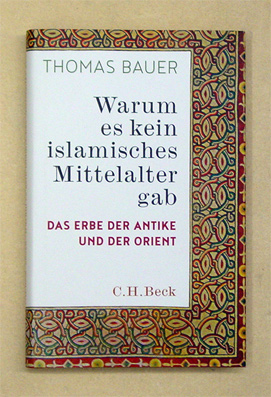 THOMAS BAUER
Warum
es kein
islamisches
Mittelalter
gab
DAS ERBE DER ANTIKE
UND DER ORIENT
C.H.Beck